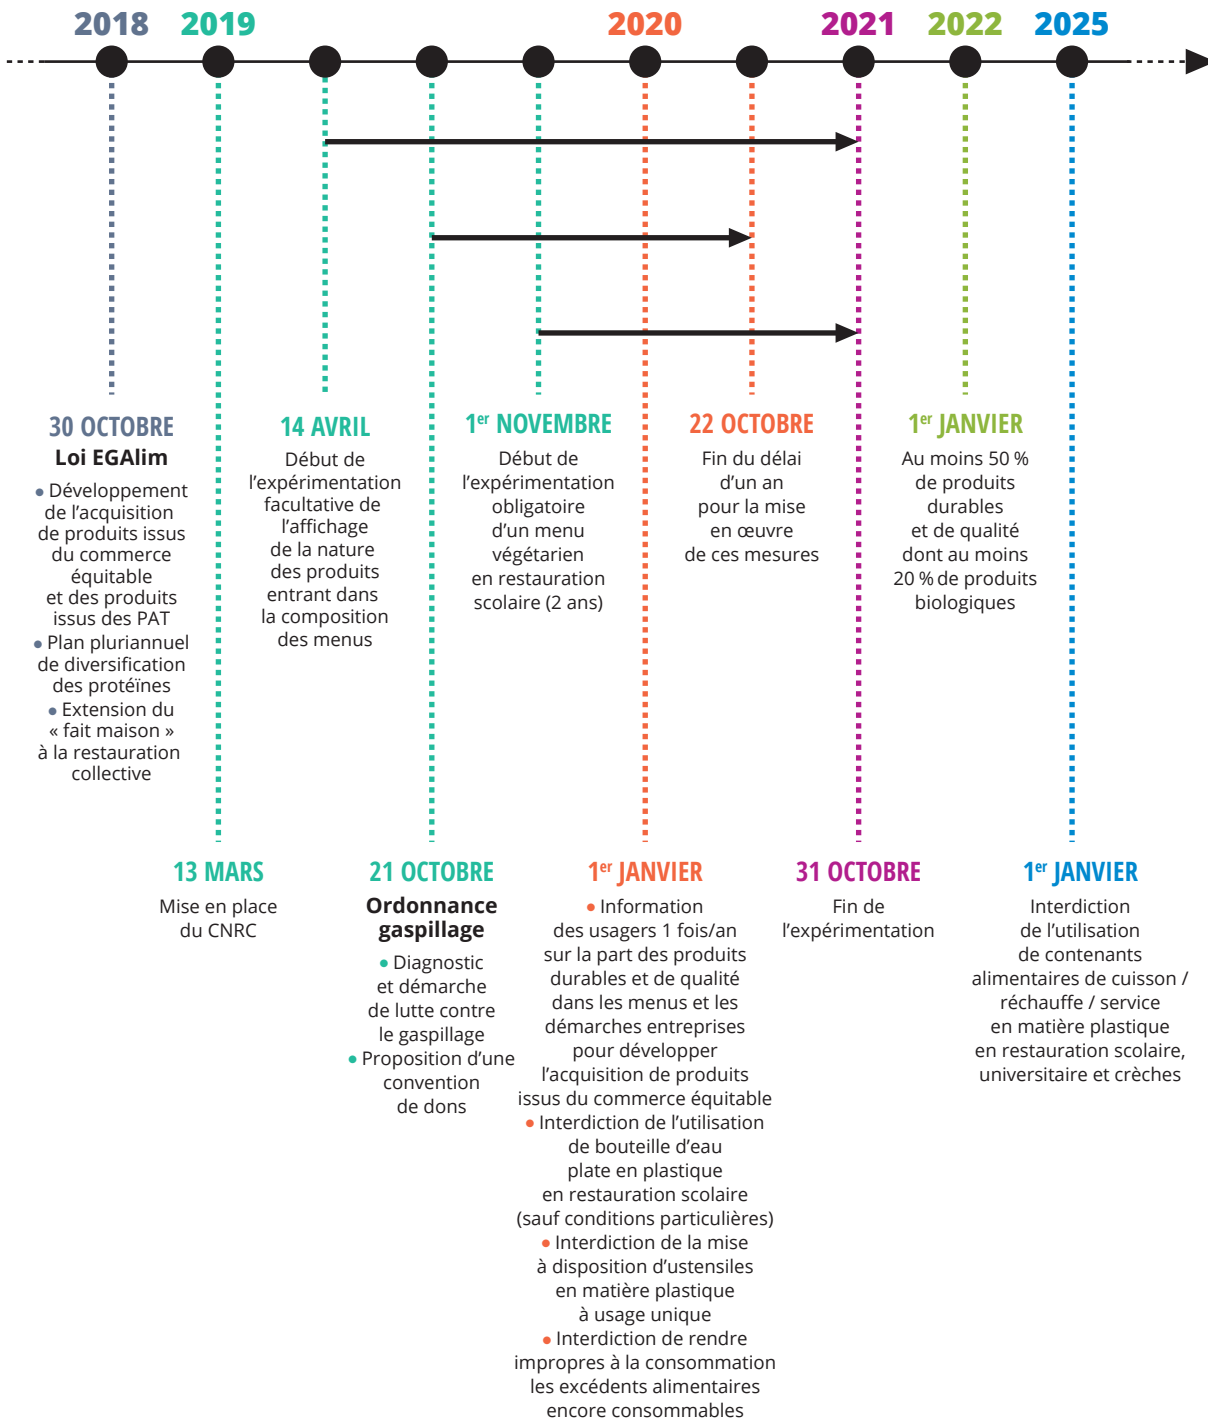 2018
2019
2020
2021
2022
2025
30 OCTOBRE
Loi EGAlim
• Développement
de l’acquisition
de produits issus
du commerce
équitable
et des produits
issus des PAT
• Plan pluriannuel
de diversification
des protéïnes
• Extension du
« fait maison »
à la restauration
collective
14 AVRIL
Début de
l’expérimentation
facultative de
l’affichage
de la nature
des produits
entrant dans
la composition
des menus
1er NOVEMBRE
Début de
l’expérimentation
obligatoire
d’un menu
végétarien
en restauration
scolaire (2 ans)
22 OCTOBRE
Fin du délai
d’un an
pour la mise
en œuvre
de ces mesures
1er JANVIER
Au moins 50 %
de produits
durables
et de qualité
dont au moins
20 % de produits
biologiques
13 MARS
Mise en place
du CNRC
21 OCTOBRE
Ordonnance
gaspillage
• Diagnostic
et démarche
de lutte contre
le gaspillage
• Proposition d’une
convention
de dons
1er JANVIER
• Information
des usagers 1 fois/an
sur la part des produits
durables et de qualité
dans les menus et les
démarches entreprises
pour développer
l’acquisition de produits
issus du commerce équitable
• Interdiction de l’utilisation
de bouteille d’eau
plate en plastique
en restauration scolaire
(sauf conditions particulières)
• Interdiction de la mise
à disposition d’ustensiles
en matière plastique
à usage unique
• Interdiction de rendre
impropres à la consommation
les excédents alimentaires
encore consommables
31 OCTOBRE
Fin de
l’expérimentation
1er JANVIER
Interdiction
de l’utilisation
de contenants
alimentaires de cuisson /
réchauffe / service
en matière plastique
en restauration scolaire,
universitaire et crèches